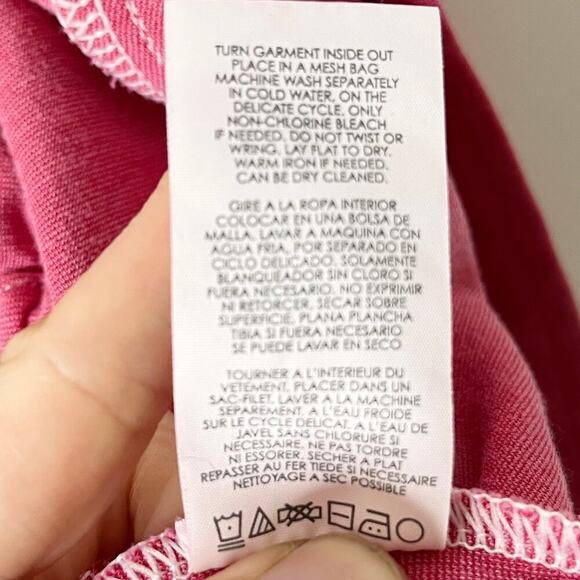 TURN GARMENT INSIDE OUT
PLACE IN A MESH BAG
MACHINE WASH SEPARATELY
IN COLD WATER, ON THE
DELICATE CYCLE, ONLY
NON-CHLORINE BLEACH
IF NEEDED. DO NOT TWIST OR
WRING. LAY FLAT TO DRY.
WARM IRON IF NEEDED.
CAN BE DRY CLEANED.
GIRE A LA ROPA INTERIOR
COLOCAR EN UNA BOLSA DE
MALLA. LAVAR A MAQUINA CON
AGUA FRIA, POR SEPARADO EN
CICLO DELICADO. SOLAMENTE
BLANQUEADOR SIN CLORO SI
FUERA NECESARIO. NO EXPRIMIR
NI RETORCER. SECAR SOBRE
SUPERFICIE. PLANA PLANCHA
TIBIA SI FUERA NECESARIO
SE PUEDE LAVAR EN SECO
TOURNER A L'INTERIEUR DU
VETEMENT. PLACER DANS UN
SAC-FILET. LAVER A LA MACHINE
SEPAREMENT. A L'EAU FROIDE
SUR LE CYCLE DELICAT. A L'EAU DE
JAVEL SANS CHLORURE SI
NECESSAIRE. NE PAS TORDRE
NI ESSORER. SECHER A PLAT
REPASSER AU FER TIEDE SI NECESSAIRE
NETTOYAGE A SEC POSSIBLE